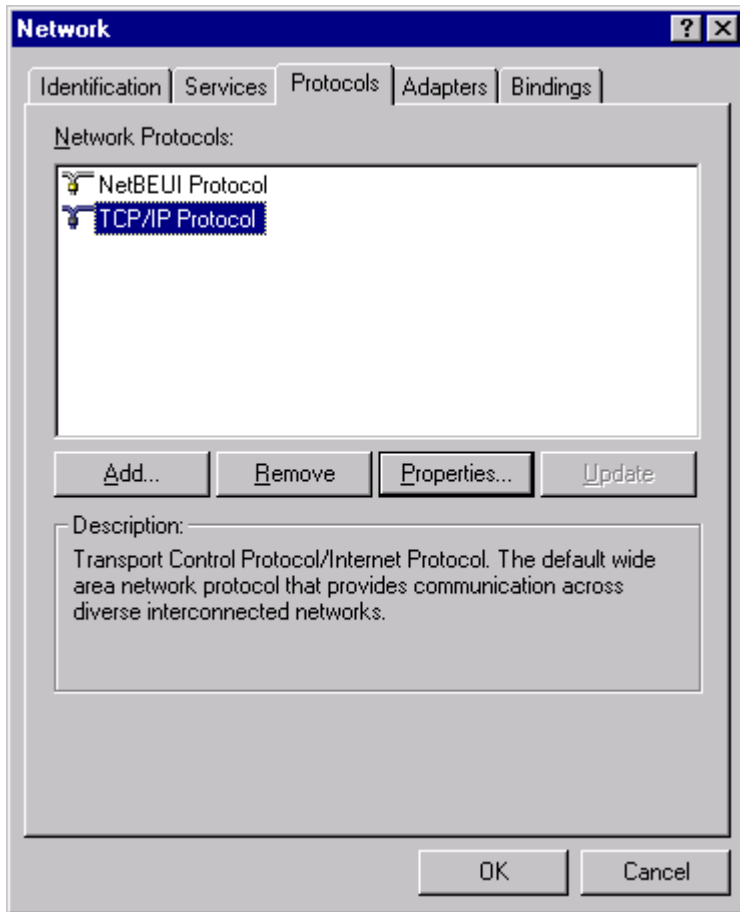 Network
Identification Services Protocols Adapters Bindings
Network Protocols:
NetBEUI Protocol
TCP/IP Protocol
Add... Remove Properties... Update
Description:
Transport Control Protocol/Internet Protocol. The default wide
area network protocol that provides communication across
diverse interconnected networks.
OK Cancel